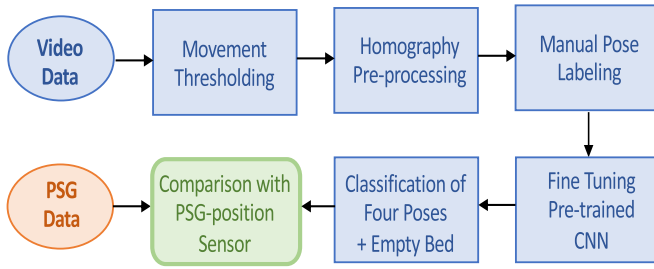 Video
Data
Movement
Thresholding
Homography
Pre-processing
Manual Pose
Labeling
PSG
Data
Comparison with
PSG-position
Sensor
Classification of
Four Poses
+ Empty Bed
Fine Tuning
Pre-trained
CNN